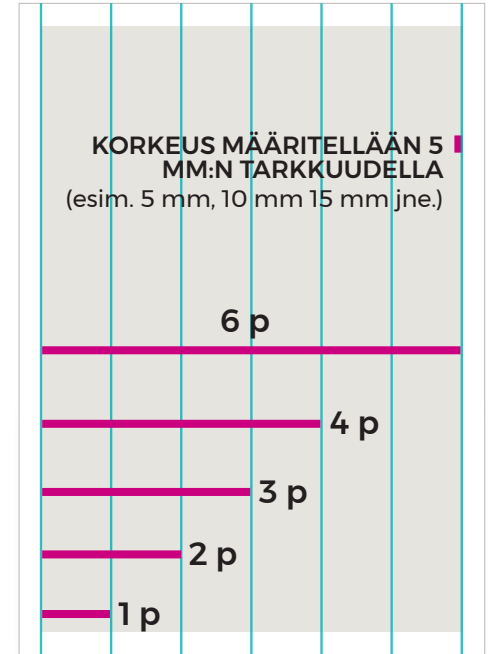 KORKEUS MÄÄRITELLÄÄN 5
MM:N TARKKUUDELLA
(esim. 5 mm, 10 mm 15 mm jne.)
6 p
4 p
3 p
2 p
1 p